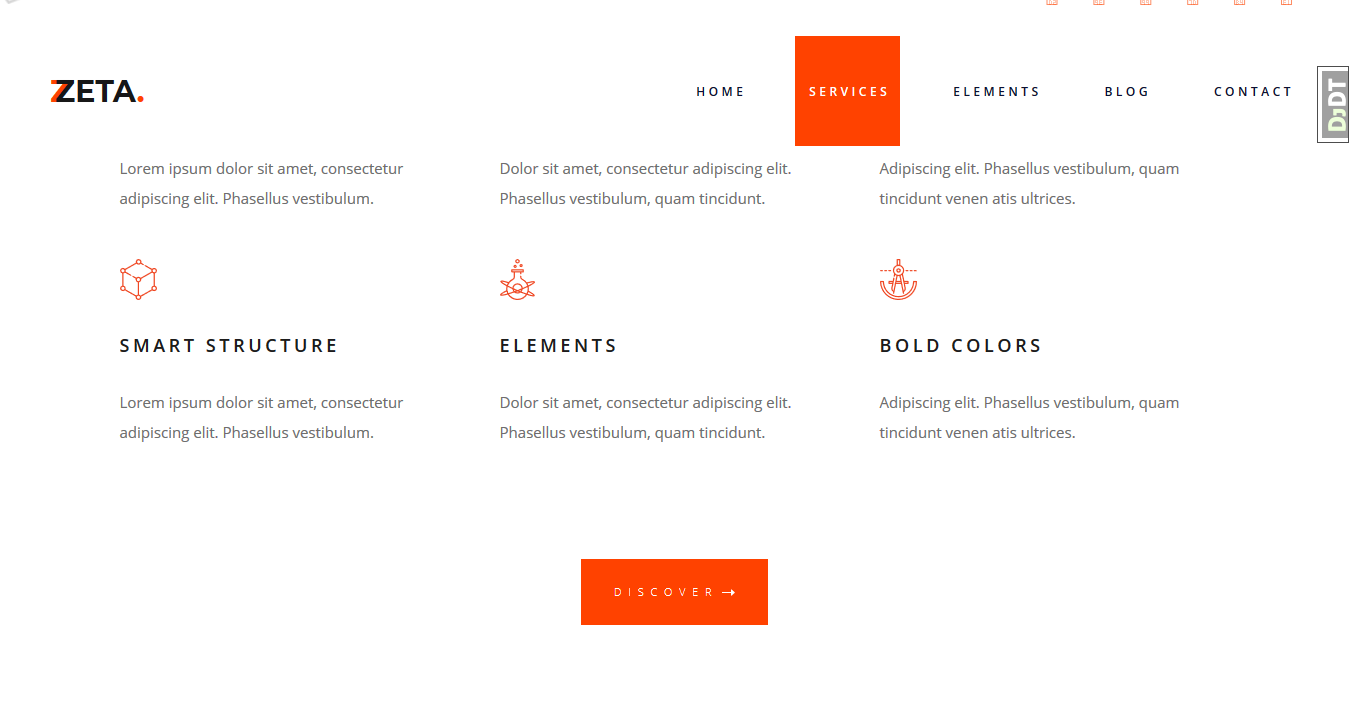 ZETA.
HOME SERVICES ELEMENTS BLOG CONTACT
DJDT
Lorem ipsum dolor sit amet, consectetur
adipiscing elit. Phasellus vestibulum.
Dolor sit amet, consectetur adipiscing elit.
Phasellus vestibulum, quam tincidunt.
Adipiscing elit. Phasellus vestibulum, quam
tincidunt venen atis ultrices.
SMART STRUCTURE
Lorem ipsum dolor sit amet, consectetur
adipiscing elit. Phasellus vestibulum.
ELEMENTS
Dolor sit amet, consectetur adipiscing elit.
Phasellus vestibulum, quam tincidunt.
BOLD COLORS
Adipiscing elit. Phasellus vestibulum, quam
tincidunt venen atis ultrices.
DISCOVER